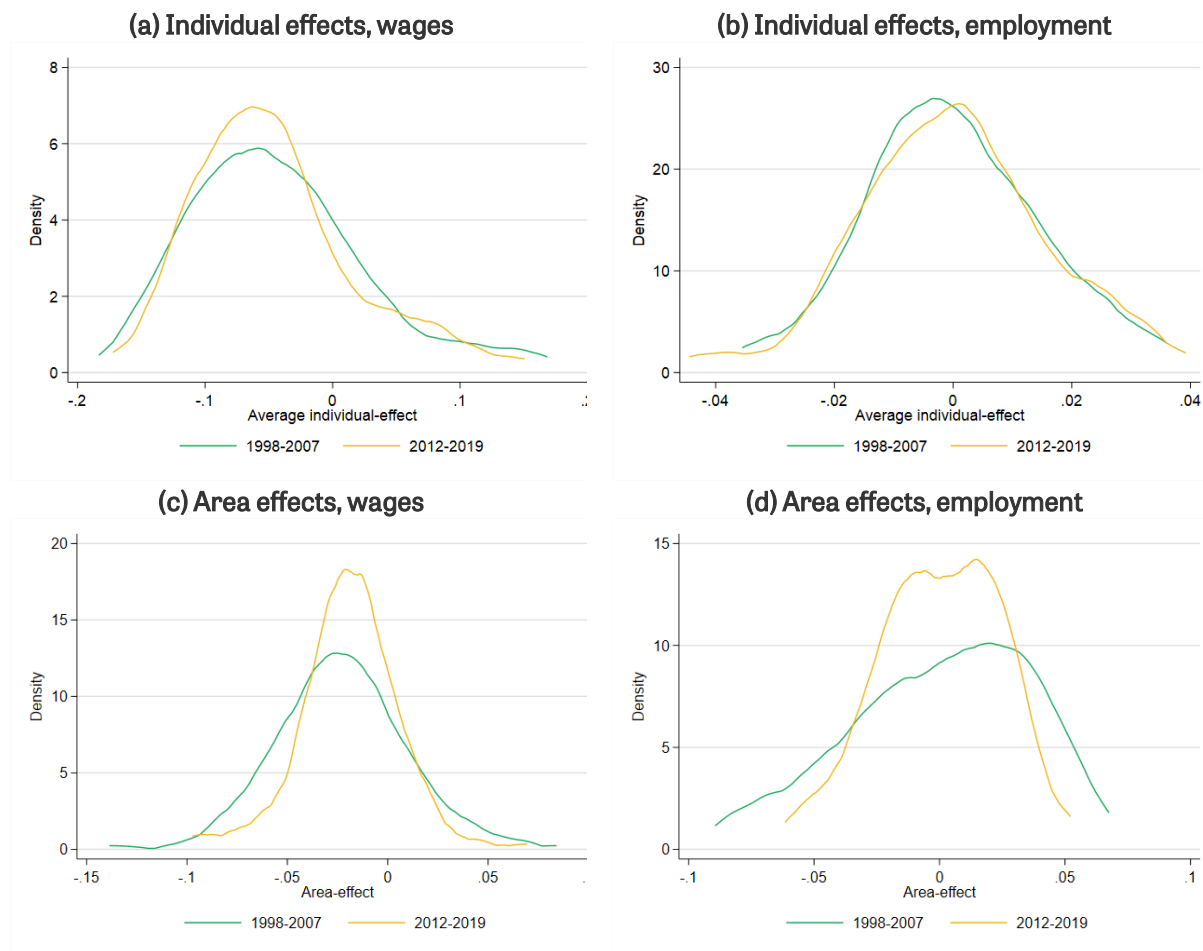 (a) Individual effects, wages
8
6
4
2
0
Density
-.2 -.1 0 .1
Average individual-effect
1998-2007 2012-2019
(b) Individual effects, employment
30
20
10
0
Density
-.04 -.02 0 .02 .04
Average individual-effect
1998-2007 2012-2019
(c) Area effects, wages
20
15
10
5
0
Density
-.15 -.1 -.05 0 .05
Area-effect
1998-2007 2012-2019
(d) Area effects, employment
15
10
5
0
Density
-.1 -.05 0 .05 .1
Area-effect
1998-2007 2012-2019